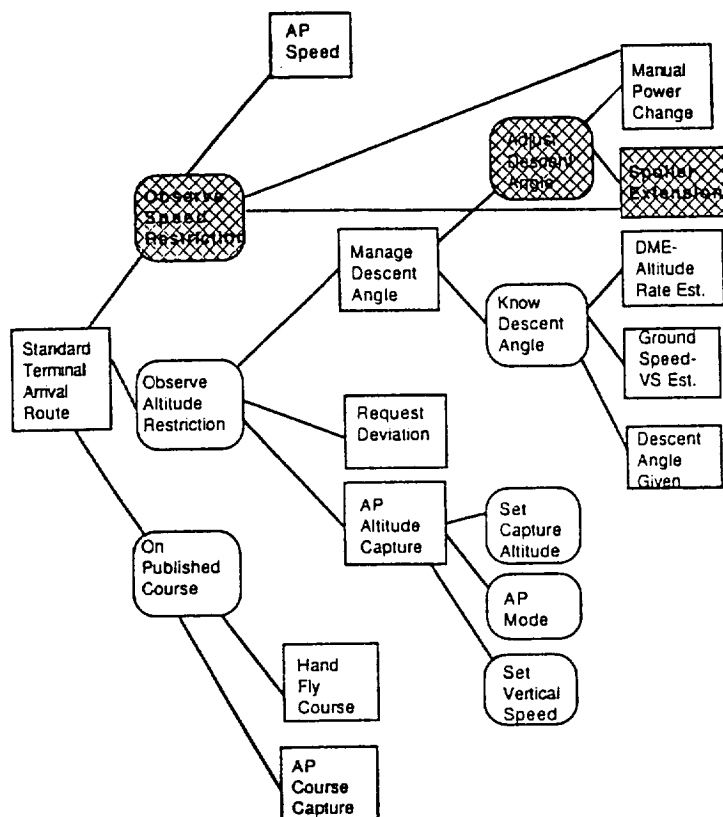 AP
Speed
Manual
Power
Change
Adjust
Descent
Angle
Spoiler
Extension
Observe
Speed
Restriction
Manage
Descent
Angle
DME-
Altitude
Rate Est.
Know
Descent
Angle
Standard
Terminal
Arrival
Route
Observe
Altitude
Restriction
Ground
Speed-
VS Est.
Request
Deviation
Descent
Angle
Given
AP
Altitude
Capture
Set
Capture
Altitude
On
Published
Course
AP
Mode
Set
Vertical
Speed
Hand
Fly
Course
AP
Course
Capture